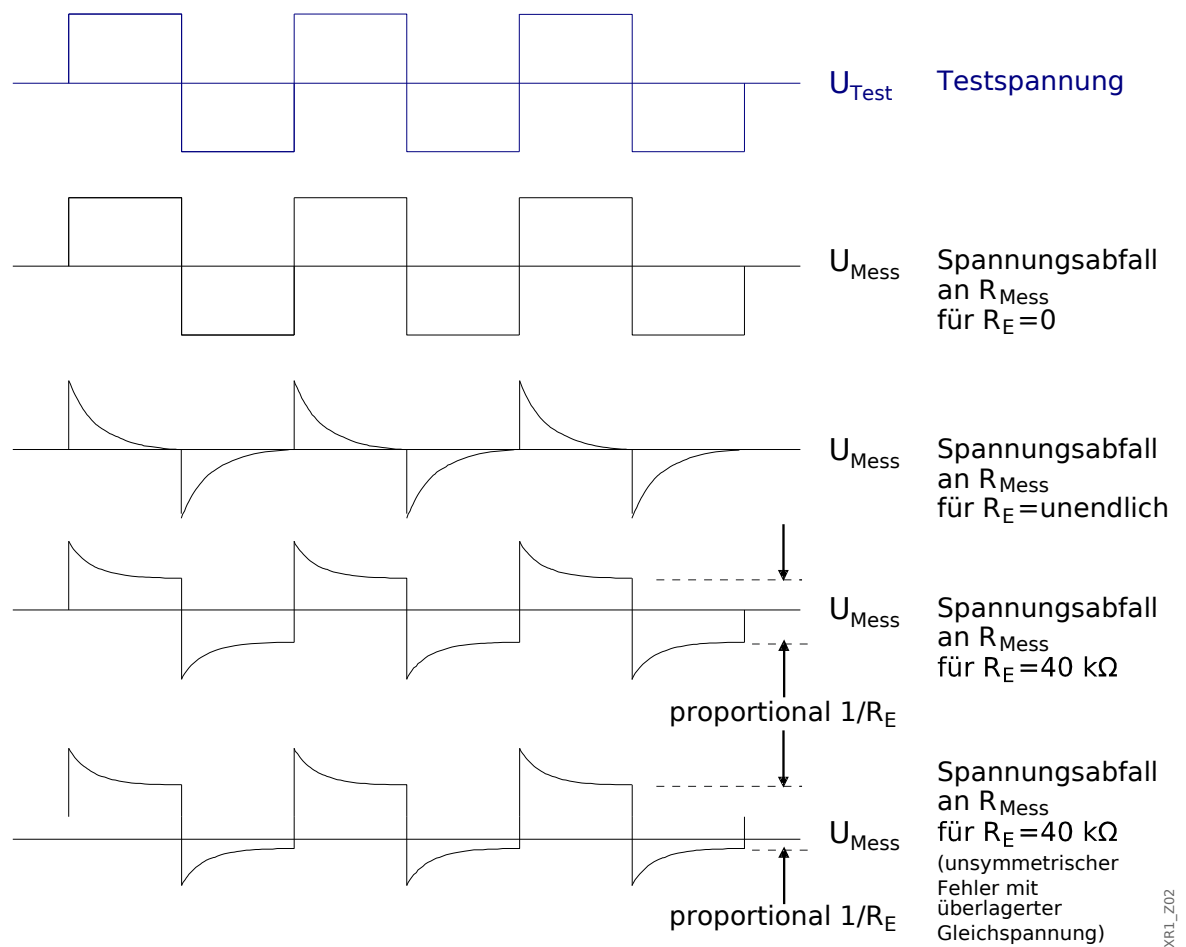 U_Test Testspannung
U_Mess Spannungsabfall
an R_Mess
für R_E=0
U_Mess Spannungsabfall
an R_Mess
für R_E=unendlich
U_Mess Spannungsabfall
an R_Mess
für R_E=40 kΩ
proportional 1/R_E
Spannungsabfall
an R_Mess
U_Mess für R_E=40 kΩ
(unsymmetrischer
Fehler mit
überlagerter
proportional 1/R_E Gleichspannung)
XR1_Z02